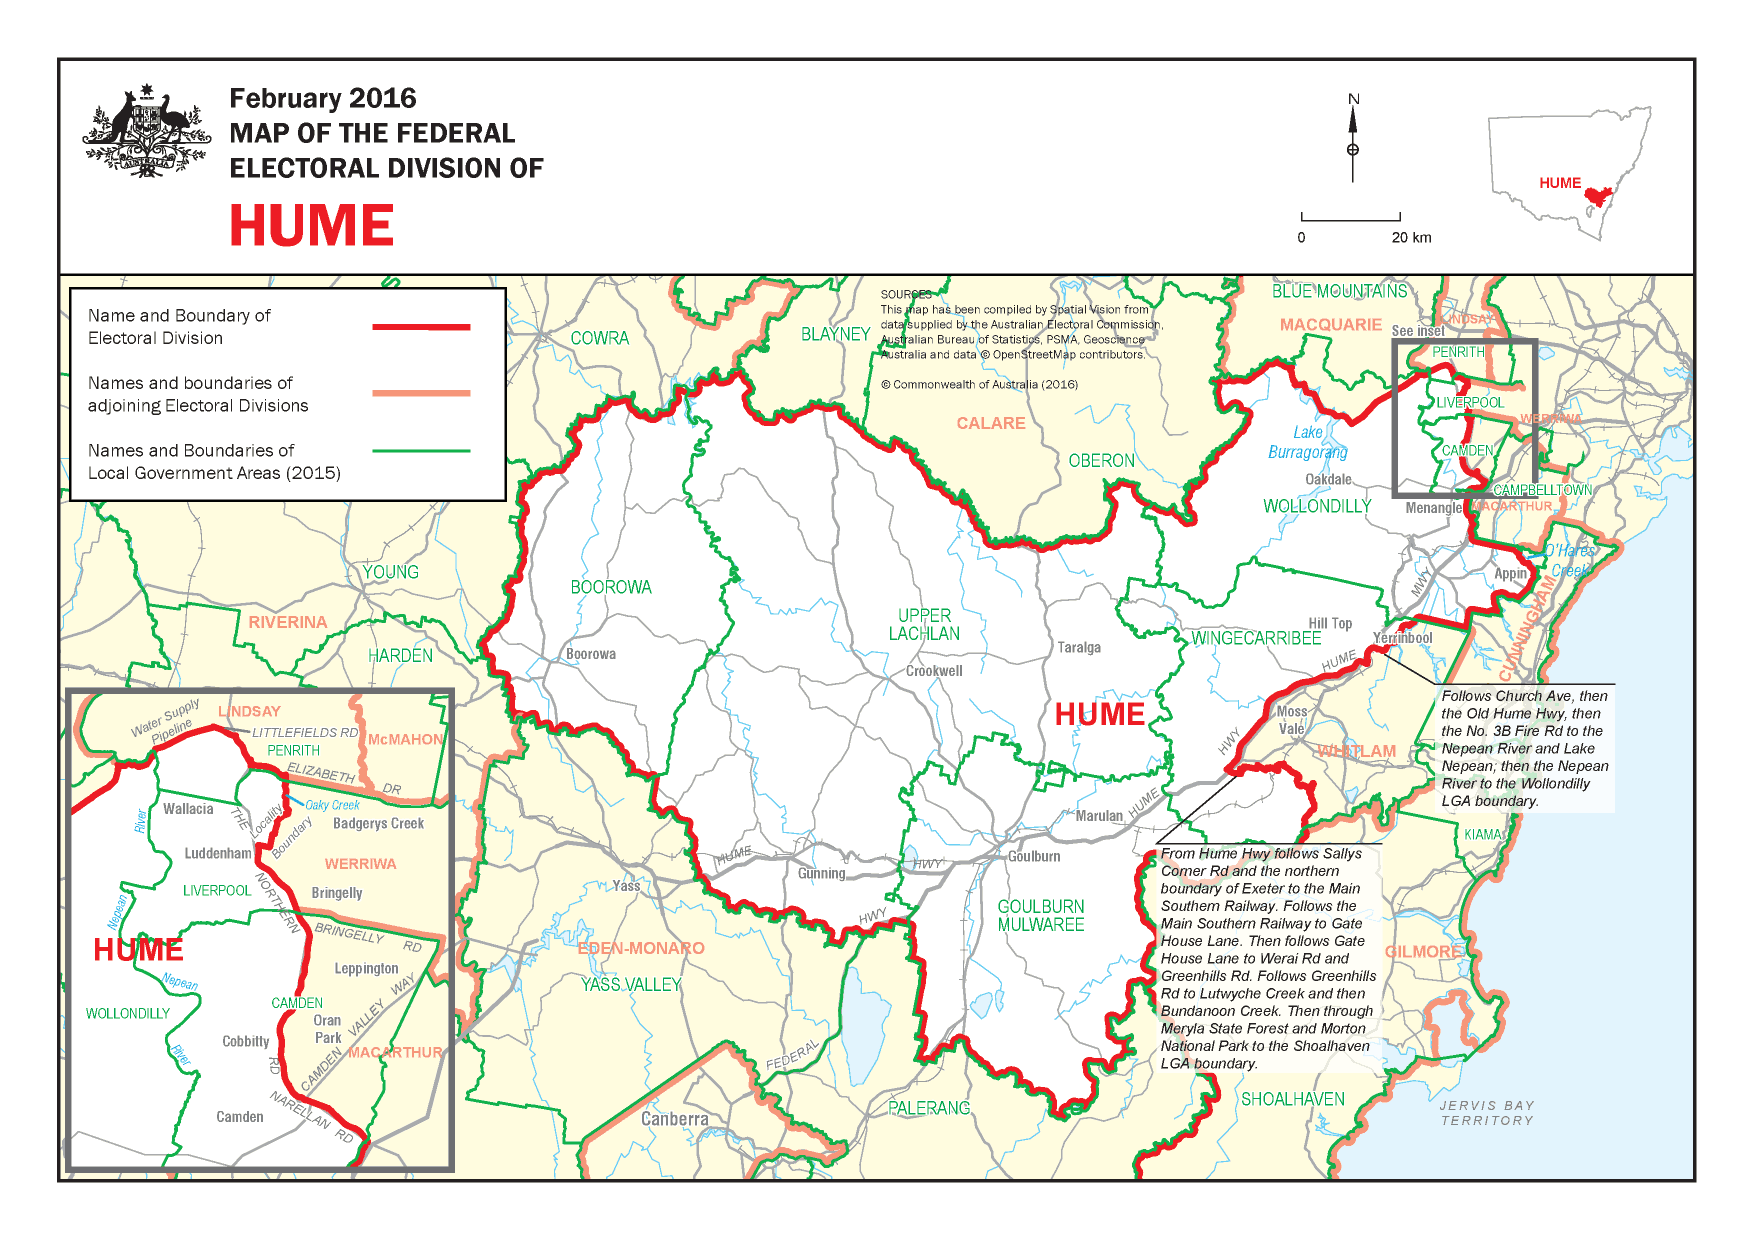 February 2016
MAP OF THE FEDERAL
ELECTORAL DIVISION OF
HUME
AUSTRALIA
N
0 20 km
HUME
Name and Boundary of
Electoral Division
Names and boundaries of
adjoining Electoral Divisions
Names and Boundaries of
Local Government Areas (2015)
SOURCES
This map has been compiled by Spatial Vision from
data supplied by the Australian Electoral Commission,
Australian Bureau of Statistics, PSMA, Geoscience
Australia and data © OpenStreetMap contributors.
© Commonwealth of Australia (2016)
COWRA
BLAYNEY
BLUE MOUNTAINS
MACQUARIE
See inset
LINDSAY
PENRITH
LIVERPOOL
WERRIWA
CALARE
OBERON
Lake
Burragorang
Oakdale
CAMDEN
WOLLONDILLY
CAMPBELLTOWN
Menangle
MACARTHUR
O'Hares
Creek
Appin
MWY
YOUNG
BOOROWA
RIVERINA
HARDEN
Boorowa
UPPER
LACHLAN
Crookwell
Taralga
WINGECARRIBEE
Hill Top
Yerrinbool
HUME
CUNNINGHAM
HUME
Moss
Vale
HWY
WHITLAM
Follows Church Ave, then
the Old Hume Hwy, then
the No. 3B Fire Rd to the
Nepean River and Lake
Nepean; then the Nepean
River to the Wollondilly
LGA boundary.
KIAMA
Marulan
HUME
Goulburn
HUME
HWY
Gunning
Yass
HWY
GOULBURN
MULWAREE
From Hume Hwy follows Sallys
Corner Rd and the northern
boundary of Exeter to the Main
Southern Railway. Follows the
Main Southern Railway to Gate
House Lane. Then follows Gate
House Lane to Werai Rd and
Greenhills Rd. Follows Greenhills
Rd to Lutwyche Creek and then
Bundanoon Creek. Then through
Meryla State Forest and Morton
National Park to the Shoalhaven
LGA boundary.
GILMORE
EDEN-MONARO
YASS VALLEY
FEDERAL
Canberra
PALERANG
SHOALHAVEN
JERVIS BAY
TERRITORY
Water Supply
Pipeline
LINDSAY
LITTLEFIELDS RD
PENRITH
McMAHON
ELIZABETH
DR
Wallacia
River
THE
Locality
Boundary
Oaky Creek
Badgerys Creek
Luddenham
WERRIWA
LIVERPOOL
NORTHERN
Bringelly
Nepean
BRINGELLY
RD
HUME
Leppington
Nepean
WOLLONDILLY
CAMDEN
Oran
Park
CAMDEN
VALLEY
WAY
Cobbitty
River
RD
MACARTHUR
Camden
NARELLAN
RD